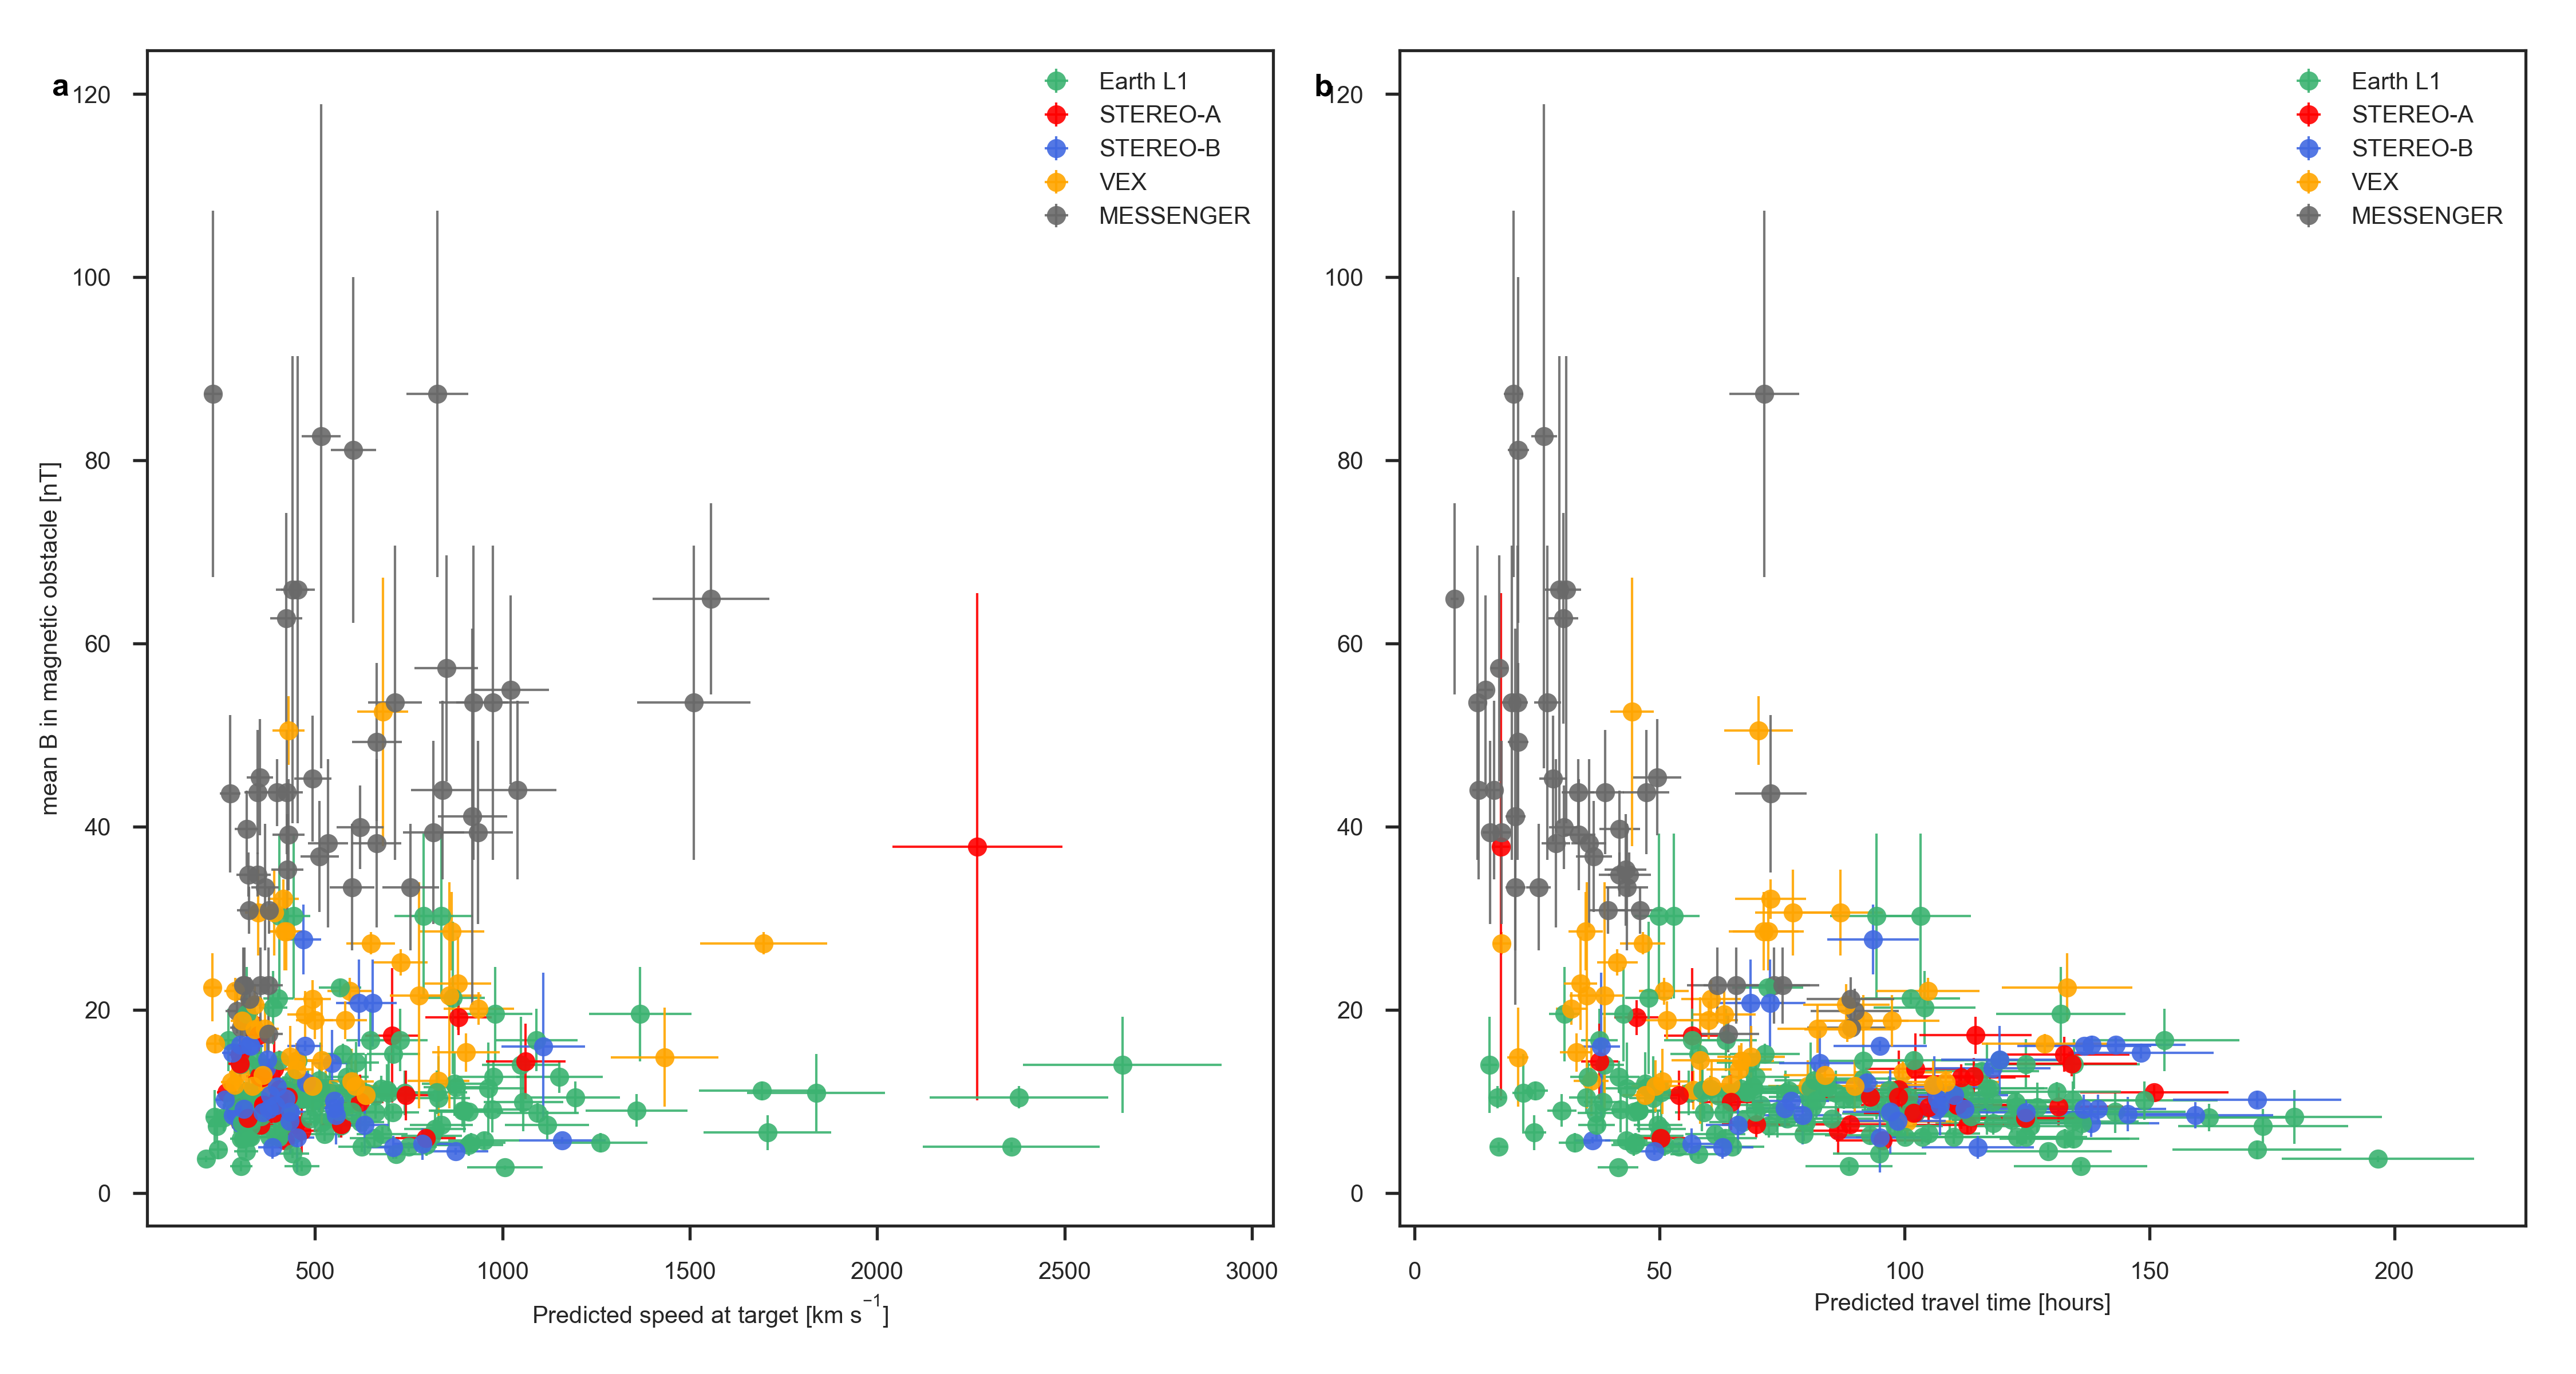 a
120
100
80
60
40
20
0
mean B in magnetic obstacle [nT]
Earth L1
STEREO-A
STEREO-B
VEX
MESSENGER
500 1000 1500 2000 2500 3000
Predicted speed at target [km s⁻¹]
b
120
100
80
60
40
20
0
Earth L1
STEREO-A
STEREO-B
VEX
MESSENGER
0 50 100 150 200
Predicted travel time [hours]